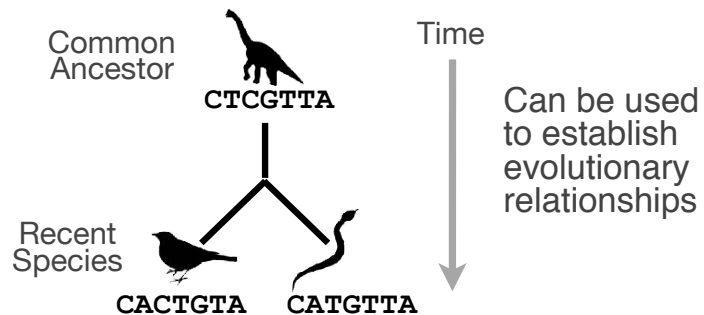 Common
Ancestor
CTCGTTA
Time
Can be used
to establish
evolutionary
relationships
Recent
Species
CACTGTA
CATGTTA